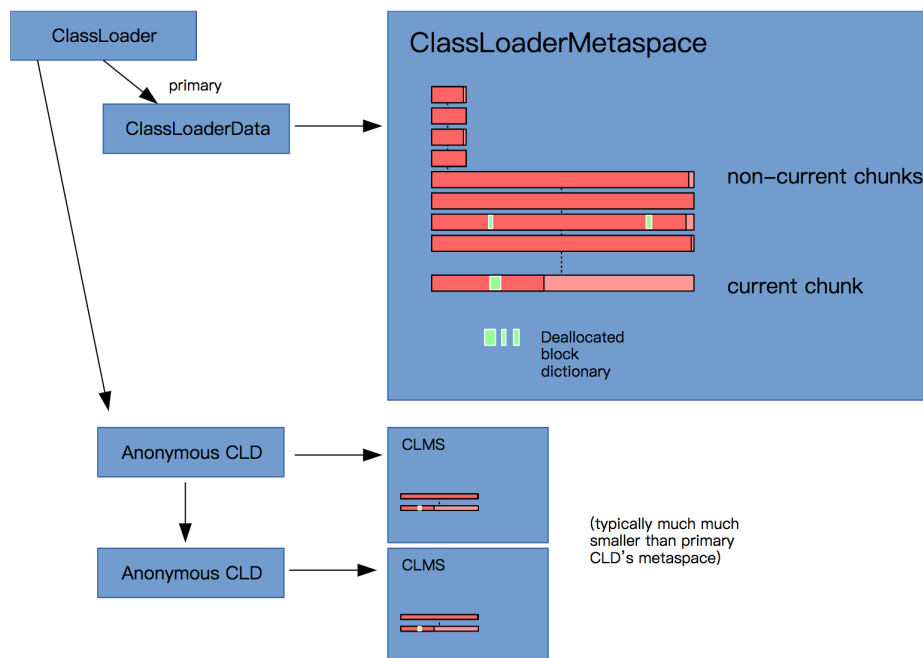 ClassLoader
ClassLoaderMetaspace
primary
ClassLoaderData
non-current chunks
current chunk
Deallocated
block
dictionary
Anonymous CLD
CLMS
(typically much much
smaller than primary
CLD's metaspace)
Anonymous CLD
CLMS